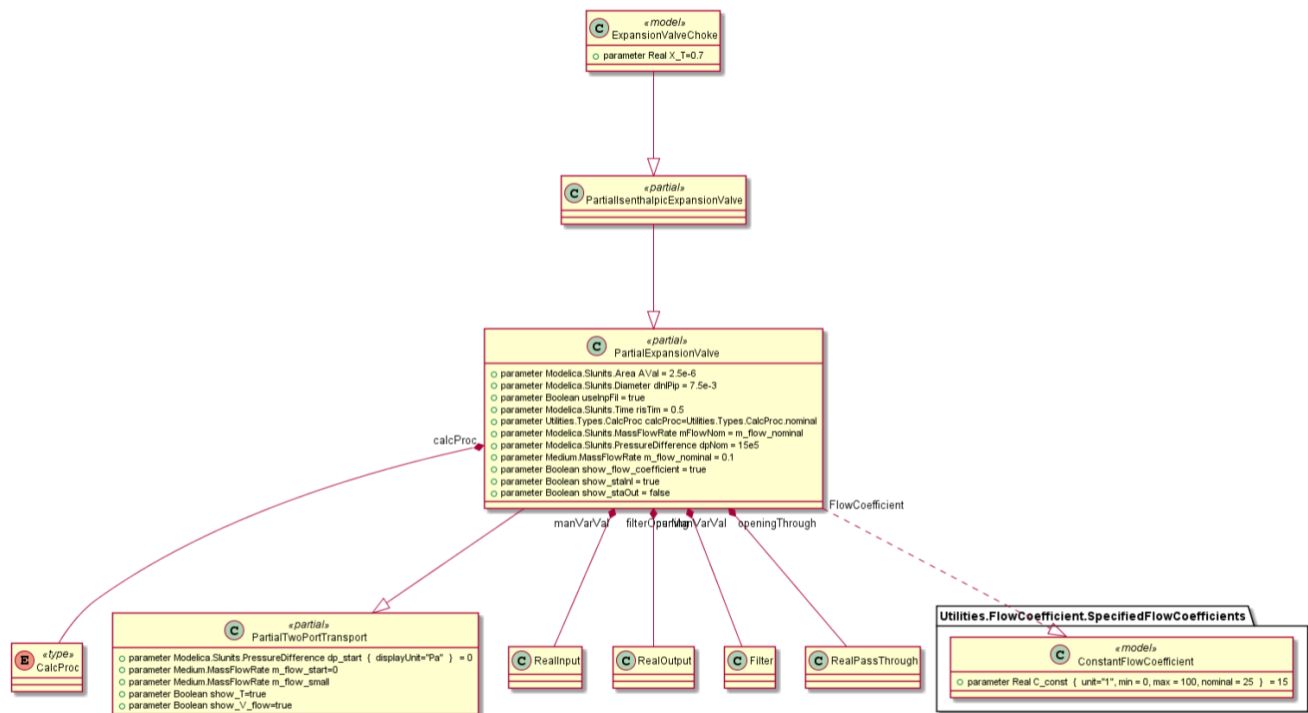 «model»
C ExpansionValveChoke
parameter Real X_T=0.7
«partial»
C PartialIsenthalpicExpansionValve
«partial»
C PartialExpansionValve
parameter Modelica.SIunits.Area AVal = 2.5e-6
parameter Modelica.SIunits.Diameter dInlPip = 7.5e-3
parameter Boolean useInpFil = true
parameter Modelica.SIunits.Time risTim = 0.5
parameter Utilities.Types.CalcProc calcProc=Utilities.Types.CalcProc.nominal
parameter Modelica.SIunits.MassFlowRate mFlowNom = m_flow_nominal
parameter Modelica.SIunits.PressureDifference dpNom = 15e5
parameter Medium.MassFlowRate m_flow_nominal = 0.1
parameter Boolean show_flow_coefficient = true
parameter Boolean show_staInl = true
parameter Boolean show_staOut = false
calcProc
manVarVal
openingThrough
FlowCoefficient
«type»
E CalcProc
«partial»
C PartialTwoPortTransport
parameter Modelica.SIunits.PressureDifference dp_start { displayUnit="Pa" } = 0
parameter Medium.MassFlowRate m_flow_start=0
parameter Medium.MassFlowRate m_flow_small
parameter Boolean show_T=true
parameter Boolean show_V_flow=true
C RealInput
C RealOutput
C Filter
C RealPassThrough
Utilities.FlowCoefficient.SpecifiedFlowCoefficients
«model»
C ConstantFlowCoefficient
parameter Real C_const { unit="1", min = 0, max = 100, nominal = 25 } = 15